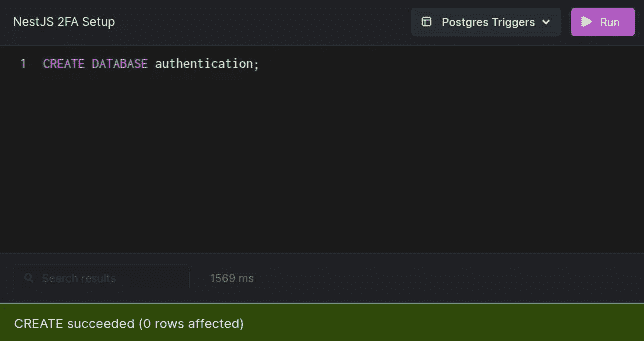 NestJS 2FA Setup
Postgres Triggers
Run
1 CREATE DATABASE authentication;
Search results
1569 ms
CREATE succeeded (0 rows affected)